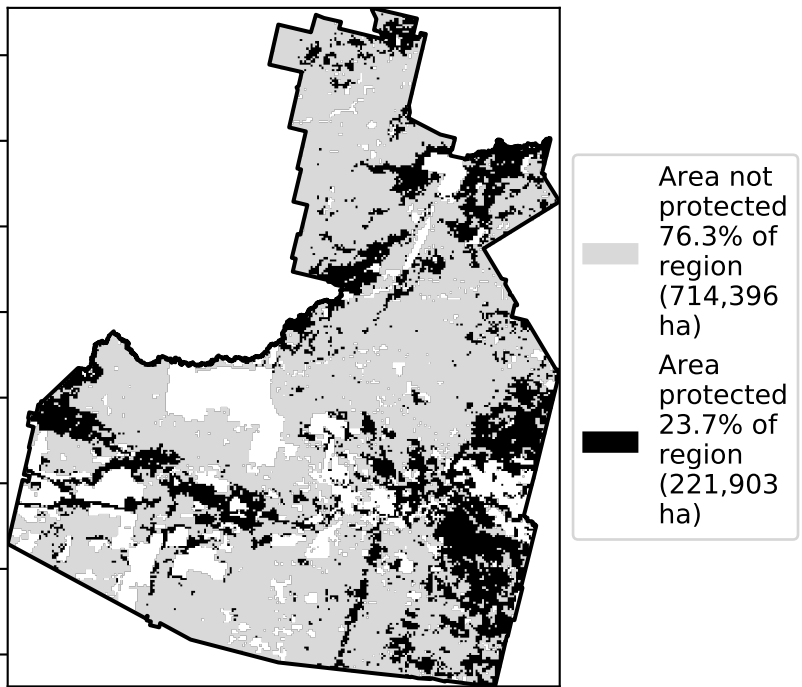 Area not
protected
76.3% of
region
(714,396
ha)
Area
protected
23.7% of
region
(221,903
ha)